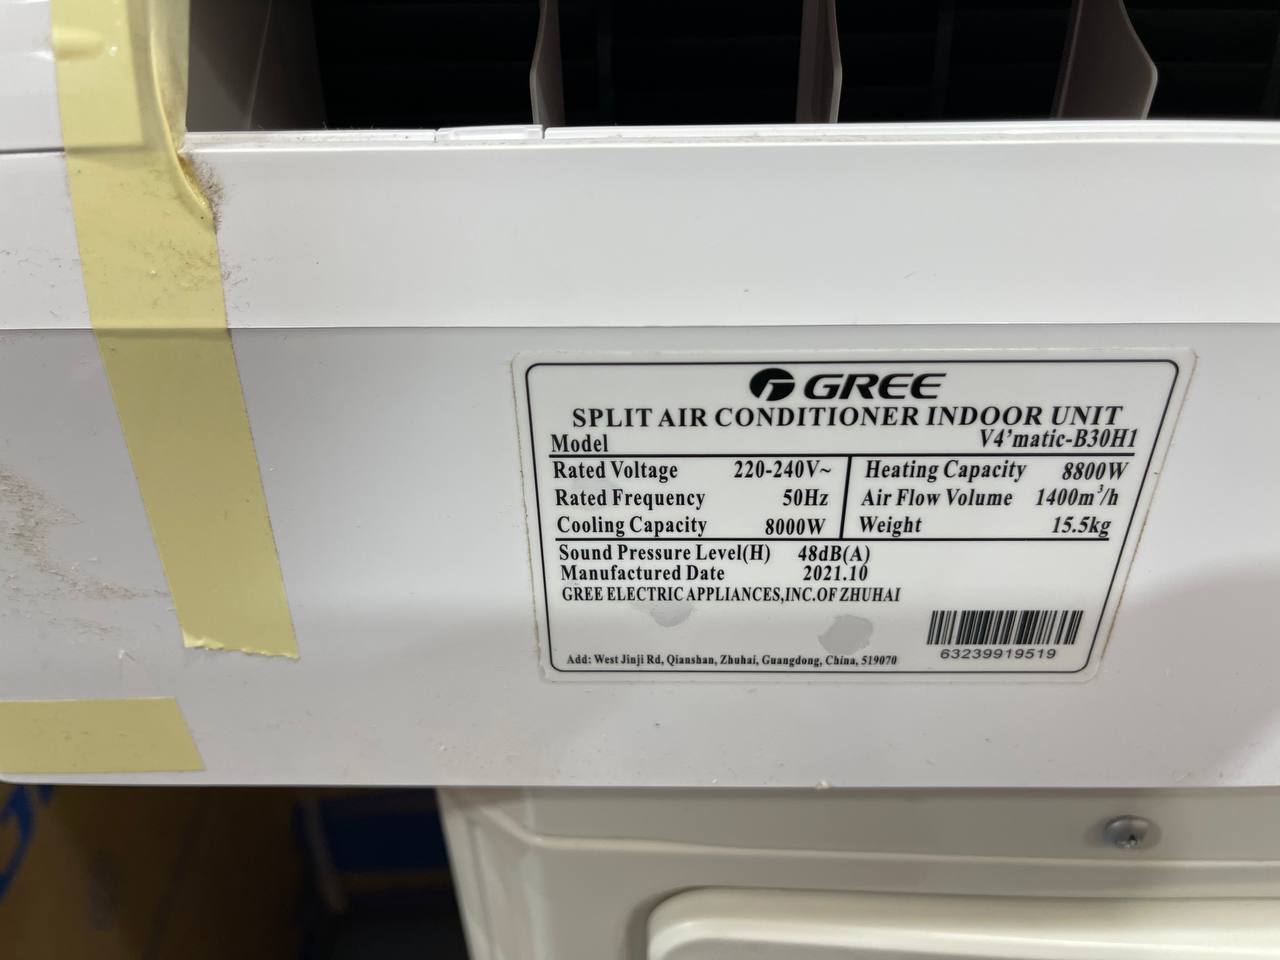 GREE
SPLIT AIR CONDITIONER INDOOR UNIT
Model V4'matic-B30H1
Rated Voltage 220-240V~ Heating Capacity 8800W
Rated Frequency 50Hz Air Flow Volume 1400m³/h
Cooling Capacity 8000W Weight 15.5kg
Sound Pressure Level(H) 48dB(A)
Manufactured Date 2021.10
GREE ELECTRIC APPLIANCES,INC.OF ZHUHAI
Add: West Jinji Rd, Qianshan, Zhuhai, Guangdong, China, 519070
63239919519